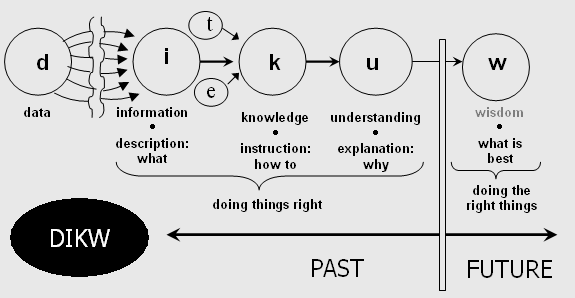 t
d
i
k
u
w
e
data
information
knowledge
understanding
wisdom
•
•
•
•
description:
what
instruction:
how to
explanation:
why
what is
best
doing things right
doing the
right things
DIKW
PAST
FUTURE